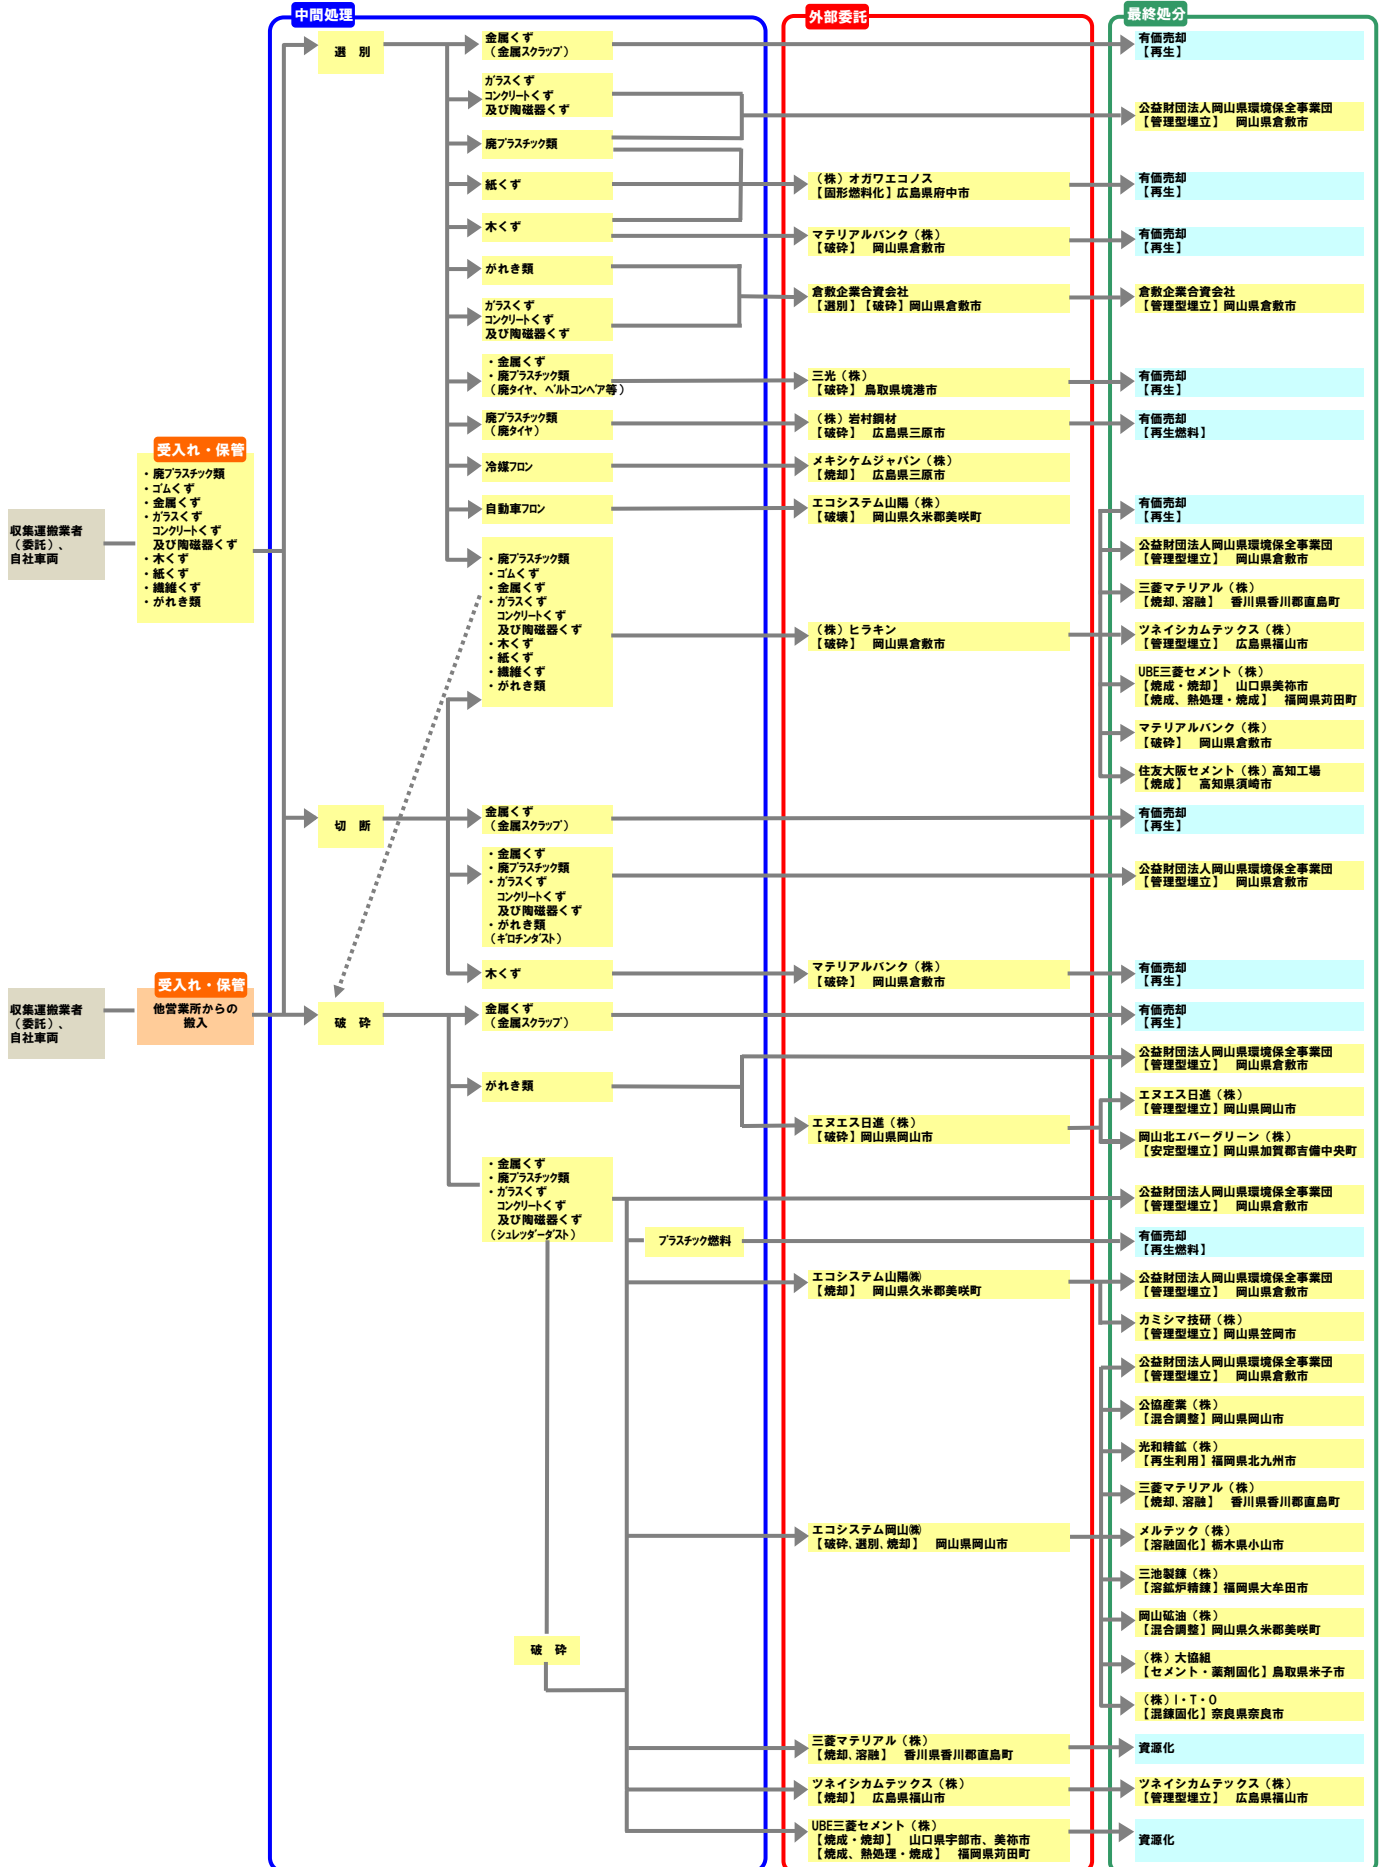 中間処理
外部委託
最終処分
選　別
金属くず
（金属スクラップ）
有価売却
【再生】
ガラスくず
コンクリートくず
及び陶磁器くず
公益財団法人岡山県環境保全事業団
【管理型埋立】　岡山県倉敷市
廃プラスチック類
紙くず
（株）オガワエコノス
【固形燃料化】広島県府中市
有価売却
【再生】
木くず
マテリアルバンク（株）
【破砕】　岡山県倉敷市
有価売却
【再生】
がれき類
倉敷企業合資会社
【選別】【破砕】岡山県倉敷市
倉敷企業合資会社
【管理型埋立】岡山県倉敷市
ガラスくず
コンクリートくず
及び陶磁器くず
・金属くず
・廃プラスチック類
（廃タイヤ、ベルトコンベア等）
三光（株）
【破砕】鳥取県境港市
有価売却
【再生】
廃プラスチック類
（廃タイヤ）
（株）岩村鋼材
【破砕】　広島県三原市
有価売却
【再生燃料】
冷媒フロン
メキシケムジャパン（株）
【焼却】　広島県三原市
自動車フロン
エコシステム山陽（株）
【破壊】　岡山県久米郡美咲町
有価売却
【再生】
受入れ・保管
・廃プラスチック類
・ゴムくず
・金属くず
・ガラスくず
コンクリートくず
及び陶磁器くず
・木くず
・紙くず
・繊維くず
・がれき類
収集運搬業者
（委託）、
自社車両
・廃プラスチック類
・ゴムくず
・金属くず
・ガラスくず
コンクリートくず
及び陶磁器くず
・木くず
・紙くず
・繊維くず
・がれき類
（株）ヒラキン
【破砕】　岡山県倉敷市
公益財団法人岡山県環境保全事業団
【管理型埋立】　岡山県倉敷市
三菱マテリアル（株）
【焼却、溶融】　香川県香川郡直島町
ツネイシカムテックス（株）
【管理型埋立】　広島県福山市
UBE三菱セメント（株）
【焼成・焼却】　山口県美祢市
【焼成、熱処理・焼成】　福岡県苅田町
マテリアルバンク（株）
【破砕】　岡山県倉敷市
住友大阪セメント（株）高知工場
【焼成】　高知県須崎市
切　断
金属くず
（金属スクラップ）
有価売却
【再生】
・金属くず
・廃プラスチック類
・ガラスくず
コンクリートくず
及び陶磁器くず
・がれき類
（ギロチンダスト）
公益財団法人岡山県環境保全事業団
【管理型埋立】　岡山県倉敷市
木くず
マテリアルバンク（株）
【破砕】　岡山県倉敷市
有価売却
【再生】
受入れ・保管
他営業所からの
搬入
収集運搬業者
（委託）、
自社車両
破　砕
金属くず
（金属スクラップ）
有価売却
【再生】
がれき類
公益財団法人岡山県環境保全事業団
【管理型埋立】　岡山県倉敷市
エヌエス日進（株）
【破砕】岡山県岡山市
エヌエス日進（株）
【管理型埋立】岡山県岡山市
岡山北エバーグリーン（株）
【安定型埋立】岡山県加賀郡吉備中央町
・金属くず
・廃プラスチック類
・ガラスくず
コンクリートくず
及び陶磁器くず
（シュレッダーダスト）
公益財団法人岡山県環境保全事業団
【管理型埋立】　岡山県倉敷市
プラスチック燃料
有価売却
【再生燃料】
エコシステム山陽㈱
【焼却】　岡山県久米郡美咲町
公益財団法人岡山県環境保全事業団
【管理型埋立】　岡山県倉敷市
カミシマ技研（株）
【管理型埋立】岡山県笠岡市
公益財団法人岡山県環境保全事業団
【管理型埋立】　岡山県倉敷市
公協産業（株）
【混合調整】岡山県岡山市
光和精鉱（株）
【再生利用】福岡県北九州市
三菱マテリアル（株）
【焼却、溶融】　香川県香川郡直島町
エコシステム岡山㈱
【破砕、選別、焼却】　岡山県岡山市
メルテック（株）
【溶融固化】栃木県小山市
三池製錬（株）
【溶鉱炉精錬】福岡県大牟田市
岡山砿油（株）
【混合調整】岡山県久米郡美咲町
破　砕
（株）大協組
【セメント・薬剤固化】鳥取県米子市
（株）I・T・O
【混錬固化】奈良県奈良市
三菱マテリアル（株）
【焼却、溶融】　香川県香川郡直島町
資源化
ツネイシカムテックス（株）
【焼却】　広島県福山市
ツネイシカムテックス（株）
【管理型埋立】　広島県福山市
UBE三菱セメント（株）
【焼成・焼却】　山口県宇部市、美祢市
【焼成、熱処理・焼成】　福岡県苅田町
資源化